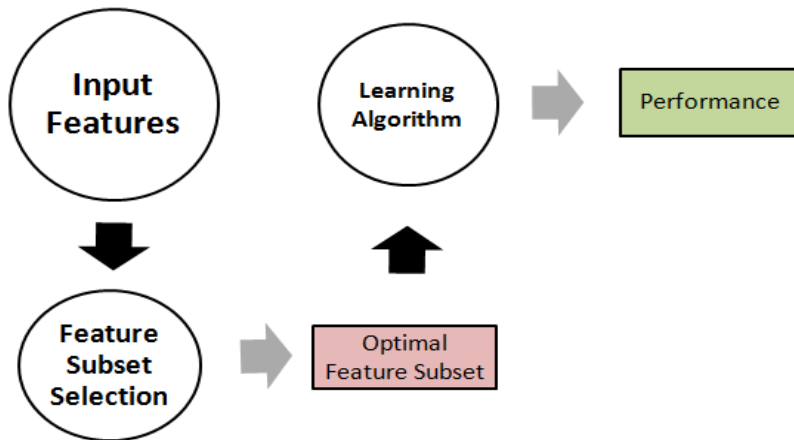 Input
Features
Feature
Subset
Selection
Optimal
Feature Subset
Learning
Algorithm
Performance